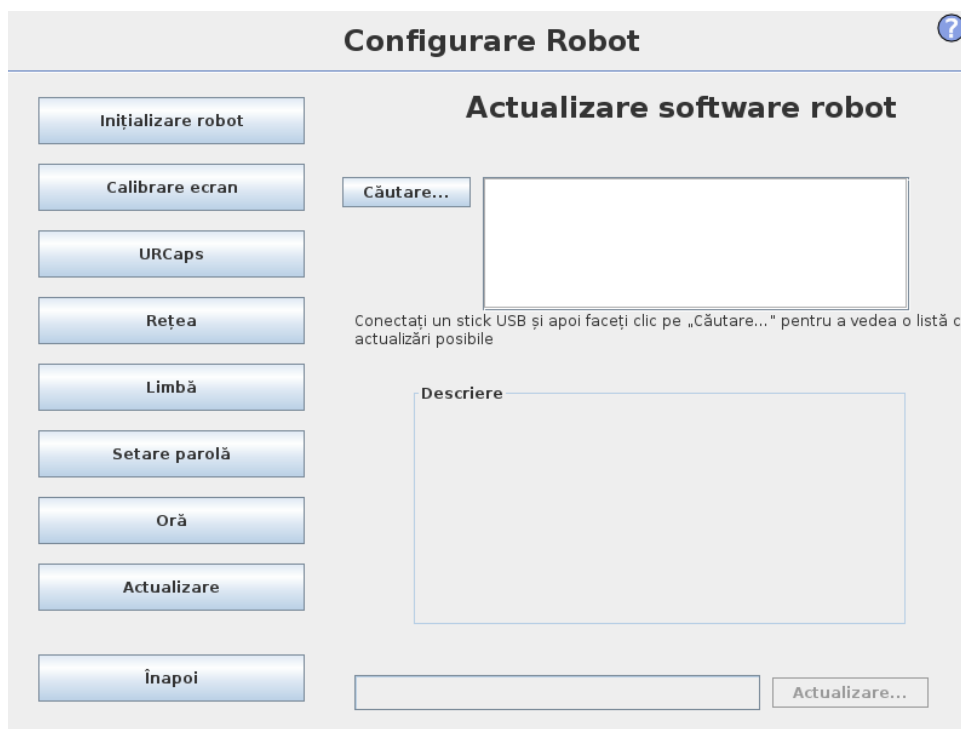 Configurare Robot
?
Inițializare robot
Calibrare ecran
URCaps
Rețea
Limbă
Setare parolă
Oră
Actualizare
Înapoi
Actualizare software robot
Căutare...
Conectați un stick USB și apoi faceți clic pe „Căutare..." pentru a vedea o listă c
actualizări posibile
Descriere
Actualizare...